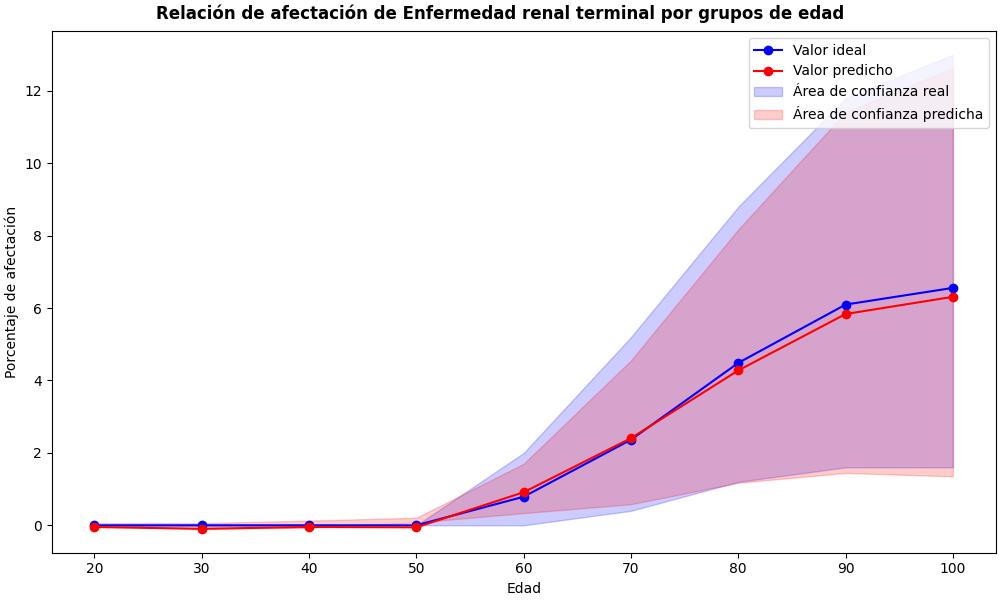 Relación de afectación de Enfermedad renal terminal por grupos de edad
Valor ideal
Valor predicho
Área de confianza real
Área de confianza predicha
Porcentaje de afectación
12
10
8
6
4
2
0
20 30 40 50 60 70 80 90 100
Edad